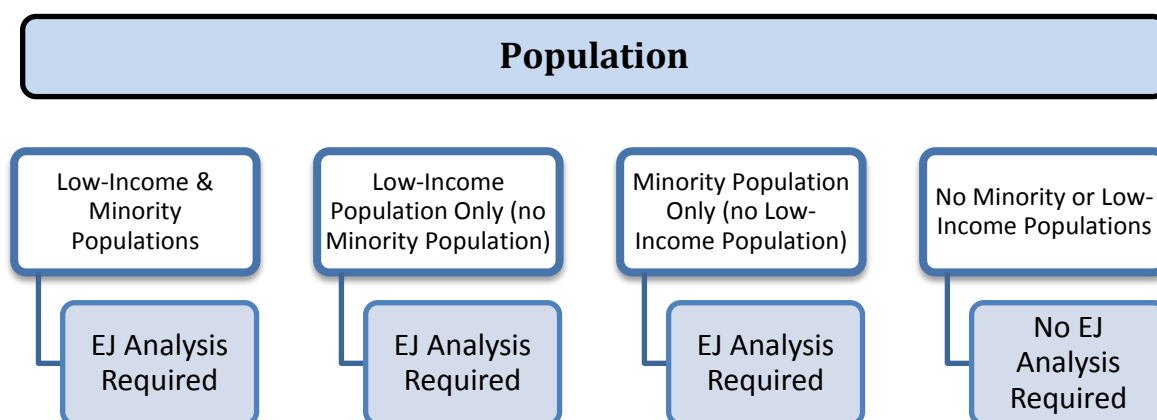 Population
Low-Income &
Minority
Populations
EJ Analysis
Required
Low-Income
Population Only (no
Minority Population)
EJ Analysis
Required
Minority Population
Only (no Low-
Income Population)
EJ Analysis
Required
No Minority or Low-
Income Populations
No EJ
Analysis
Required